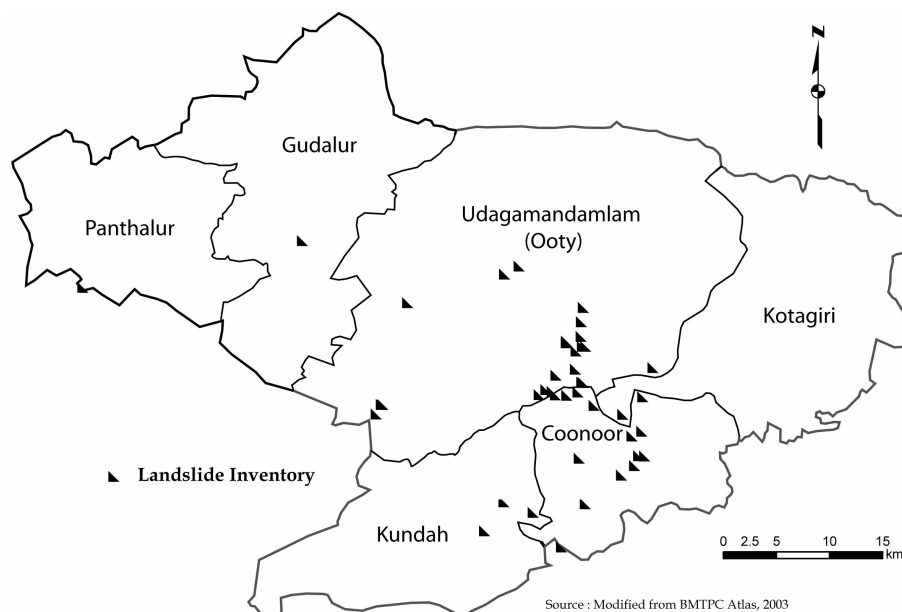 N
Gudalur
Udagamandamlam
(Ooty)
Panthalur
Kotagiri
Coonoor
Landslide Inventory
Kundah
0 2.5 5 10 15
km
Source : Modified from BMTPC Atlas, 2003